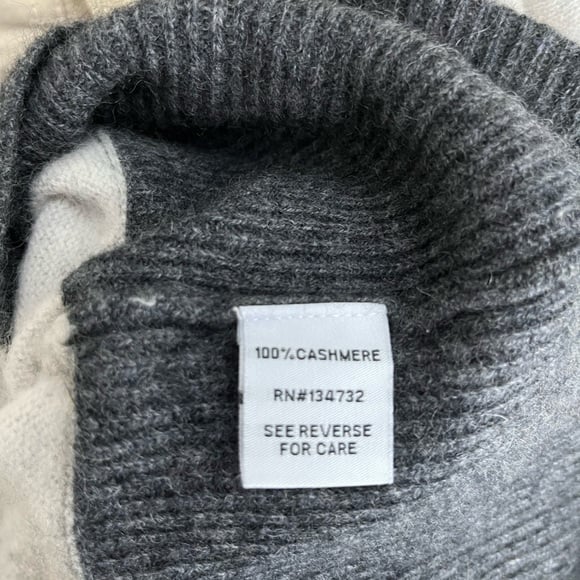 100%CASHMERE
RN#134732
SEE REVERSE
FOR CARE